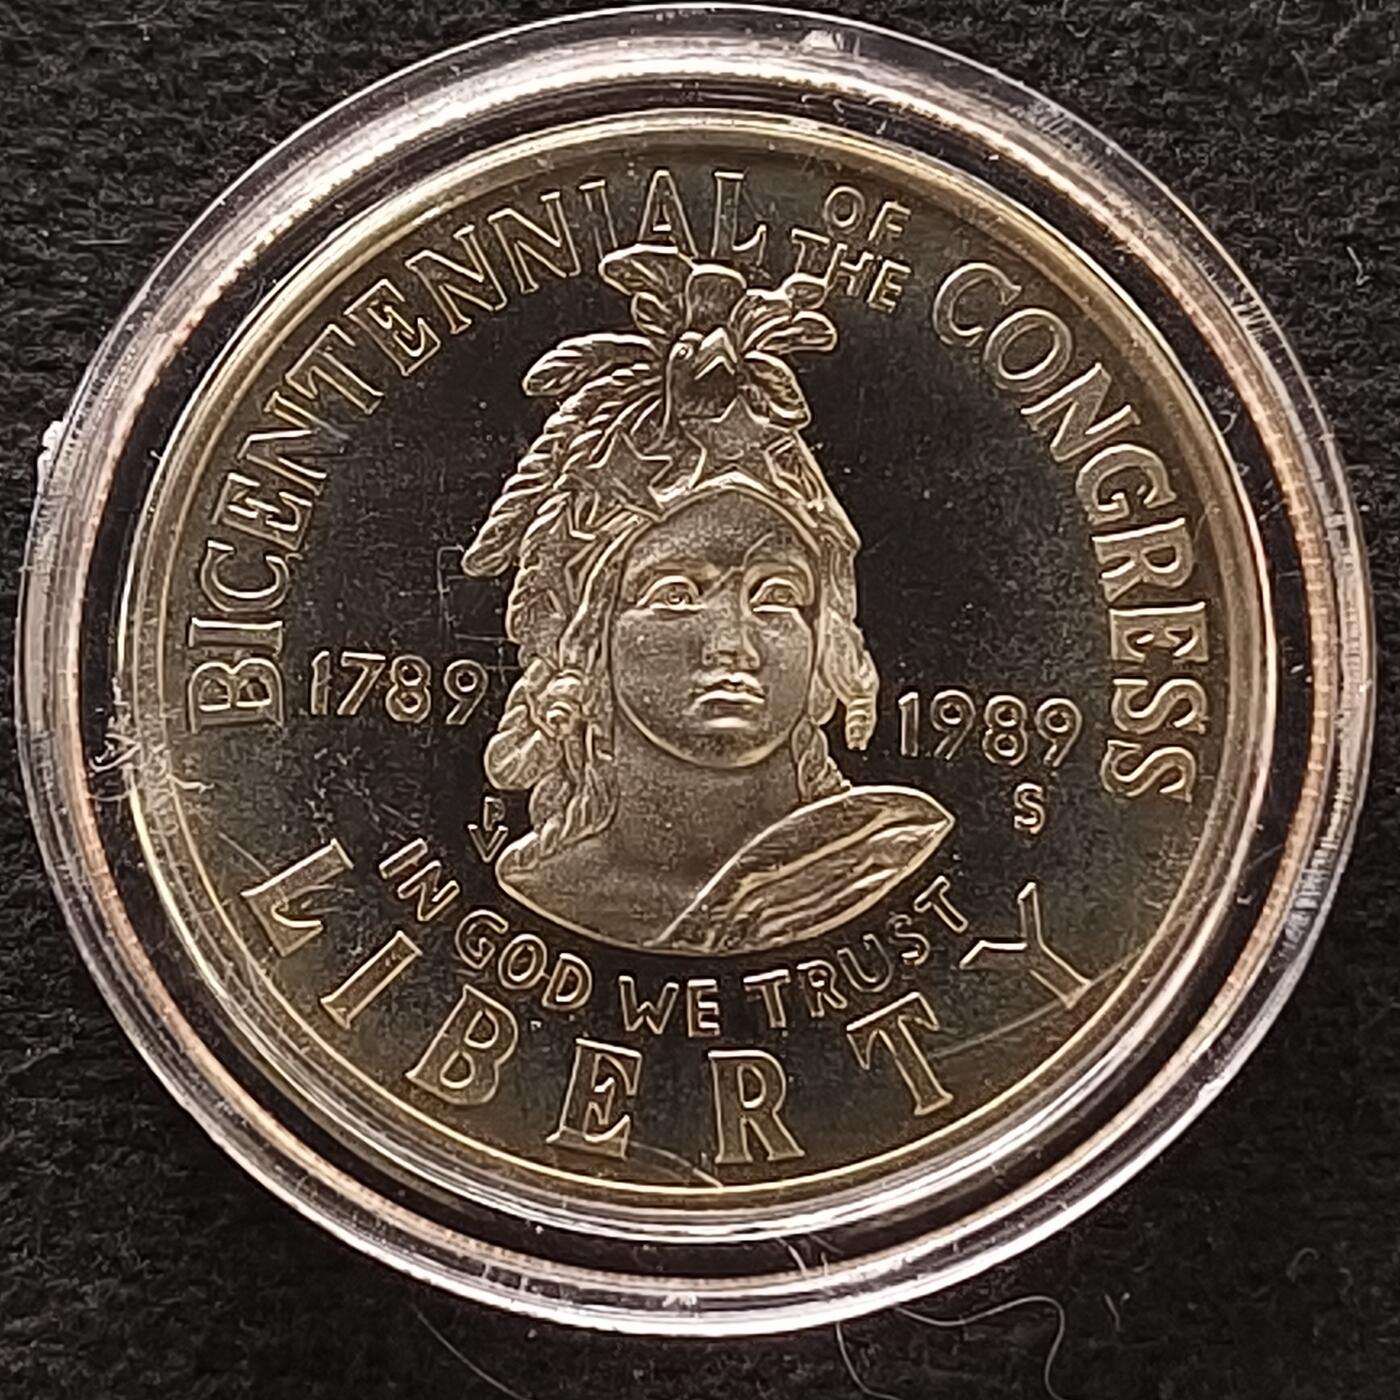 BICENTENNIAL OF THE CONGRESS
1789
1989
S
IN GOD WE TRUST
LIBERTY